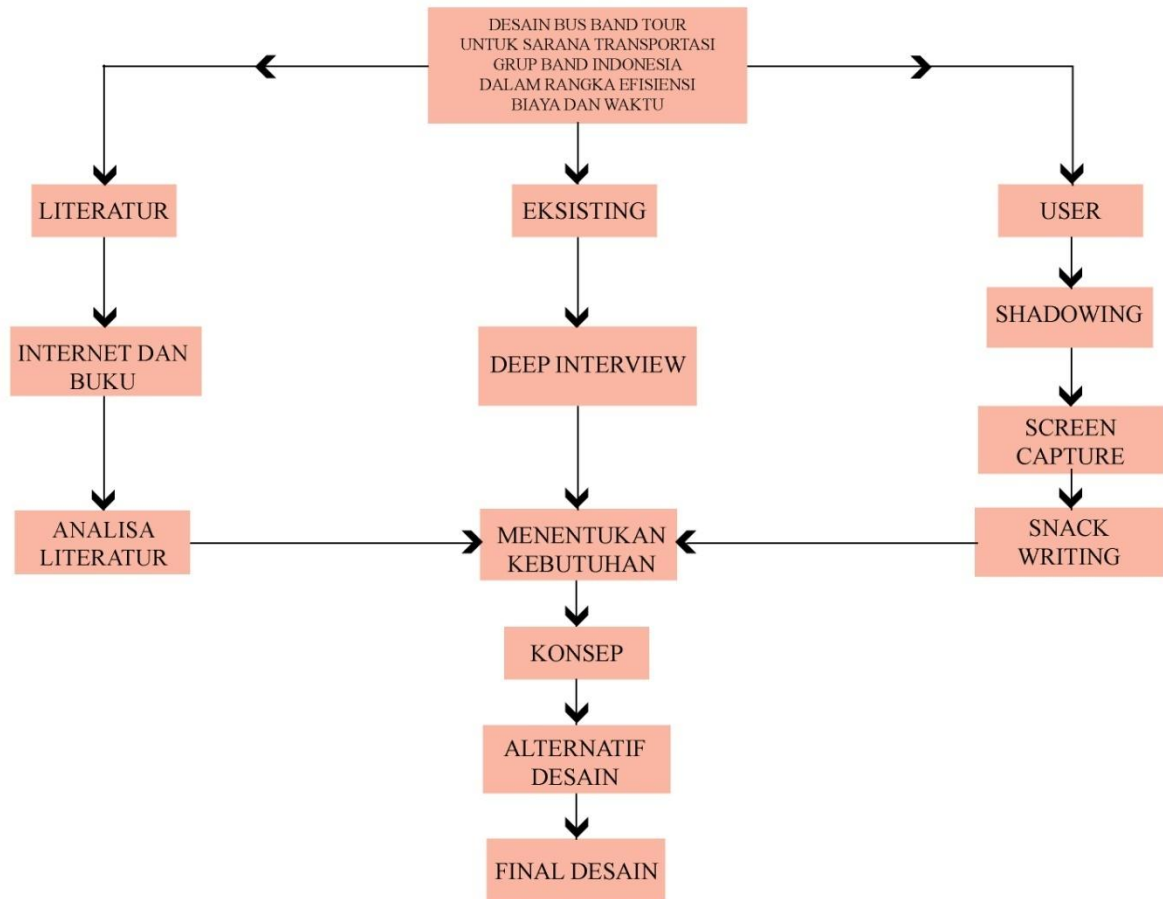 DESAIN BUS BAND TOUR
UNTUK SARANA TRANSPORTASI
GRUP BAND INDONESIA
DALAM RANGKA EFISIENSI
BIAYA DAN WAKTU
LITERATUR
EKSISTING
USER
INTERNET DAN
BUKU
DEEP INTERVIEW
SHADOWING
SCREEN
CAPTURE
ANALISA
LITERATUR
MENENTUKAN
KEBUTUHAN
SNACK
WRITING
KONSEP
ALTERNATIF
DESAIN
FINAL DESAIN